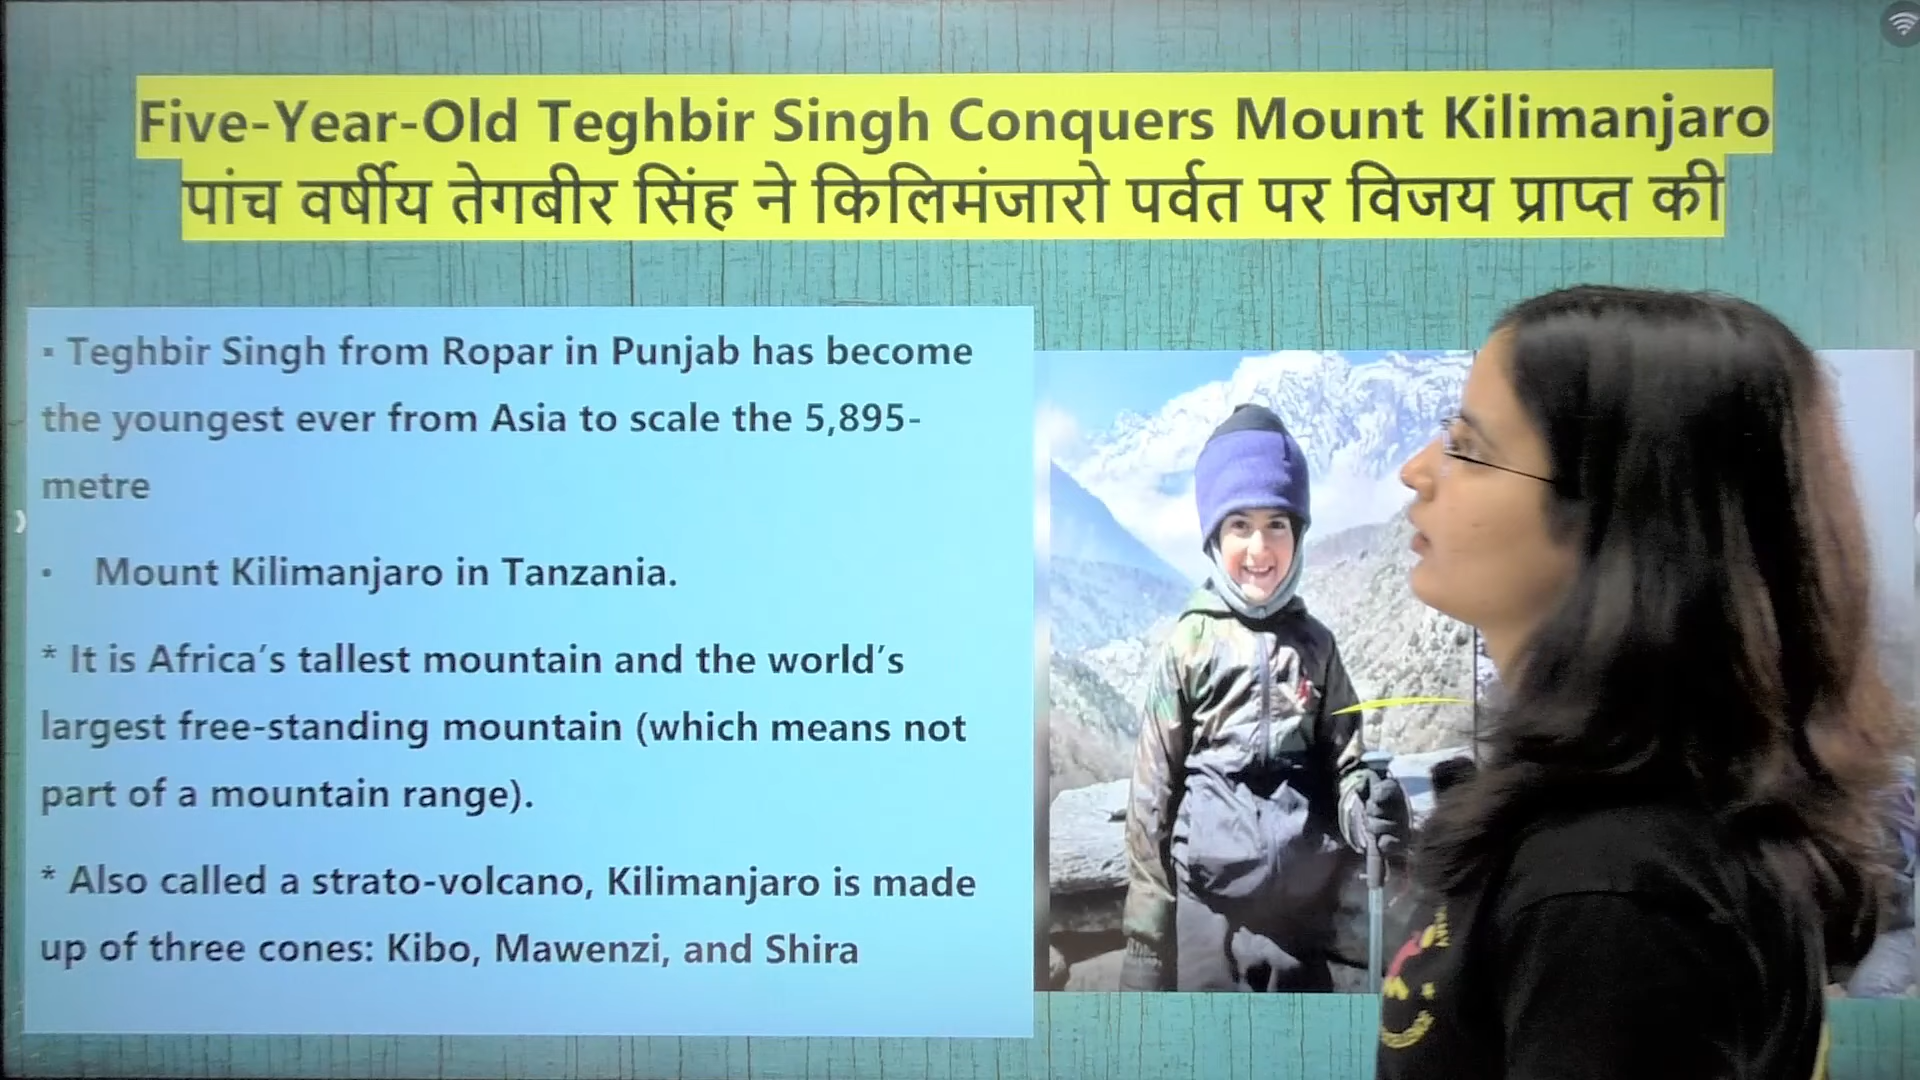 Five-Year-Old Teghbir Singh Conquers Mount Kilimanjaro
पांच वर्षीय तेगबीर सिंह ने किलिमंजारो पर्वत पर विजय प्राप्त की
▪ Teghbir Singh from Ropar in Punjab has become
the youngest ever from Asia to scale the 5,895-
metre
• Mount Kilimanjaro in Tanzania.
* It is Africa's tallest mountain and the world's
largest free-standing mountain (which means not
part of a mountain range).
* Also called a strato-volcano, Kilimanjaro is made
up of three cones: Kibo, Mawenzi, and Shira